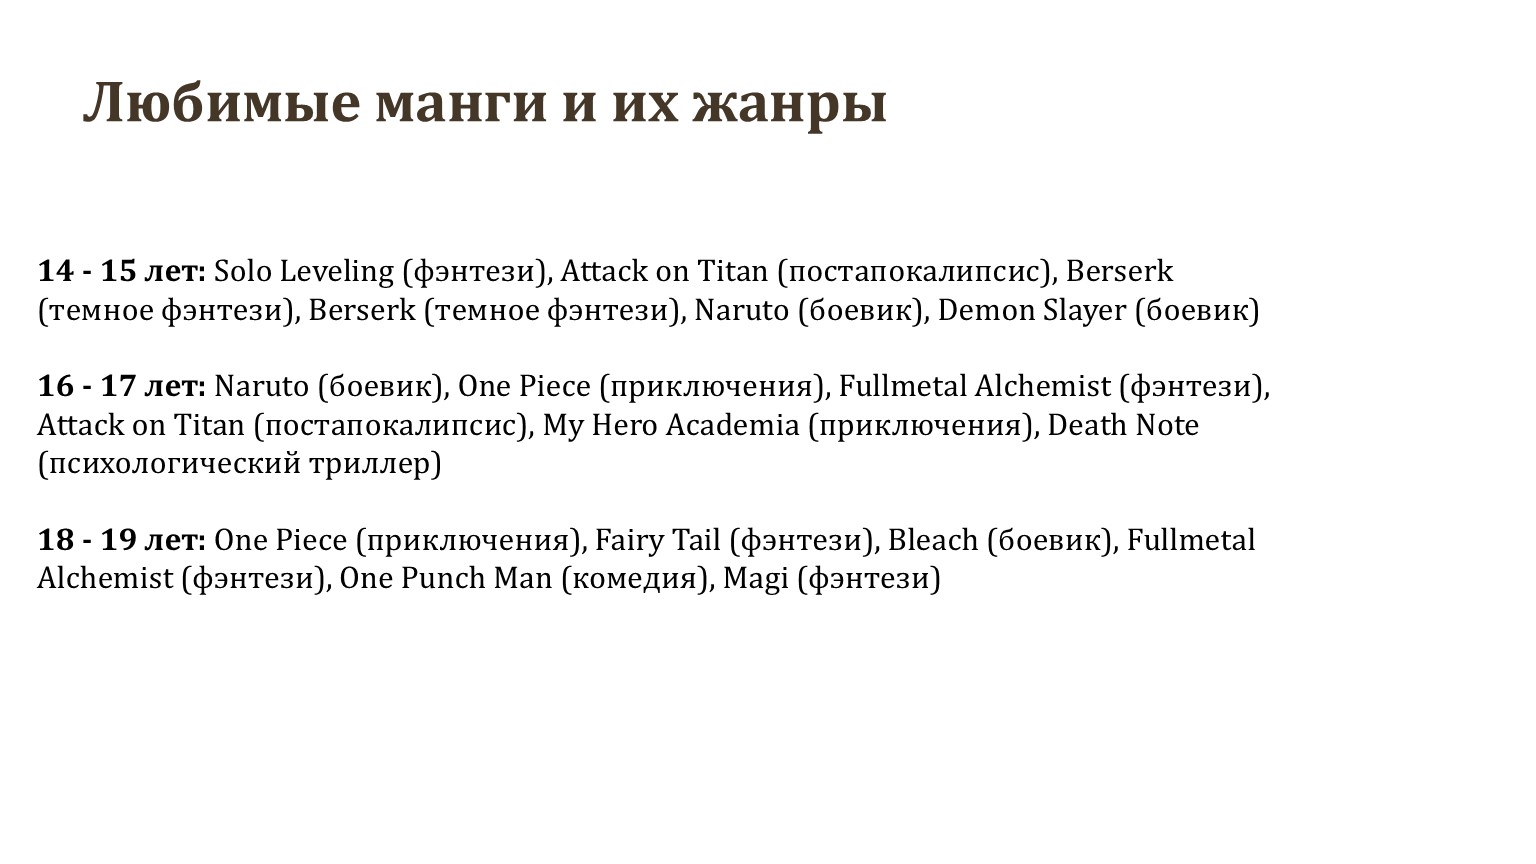 Любимые манги и их жанры
14 - 15 лет: Solo Leveling (фэнтези), Attack on Titan (постапокалипсис), Berserk
(темное фэнтези), Berserk (темное фэнтези), Naruto (боевик), Demon Slayer (боевик)
16 - 17 лет: Naruto (боевик), One Piece (приключения), Fullmetal Alchemist (фэнтези),
Attack on Titan (постапокалипсис), My Hero Academia (приключения), Death Note
(психологический триллер)
18 - 19 лет: One Piece (приключения), Fairy Tail (фэнтези), Bleach (боевик), Fullmetal
Alchemist (фэнтези), One Punch Man (комедия), Magi (фэнтези)